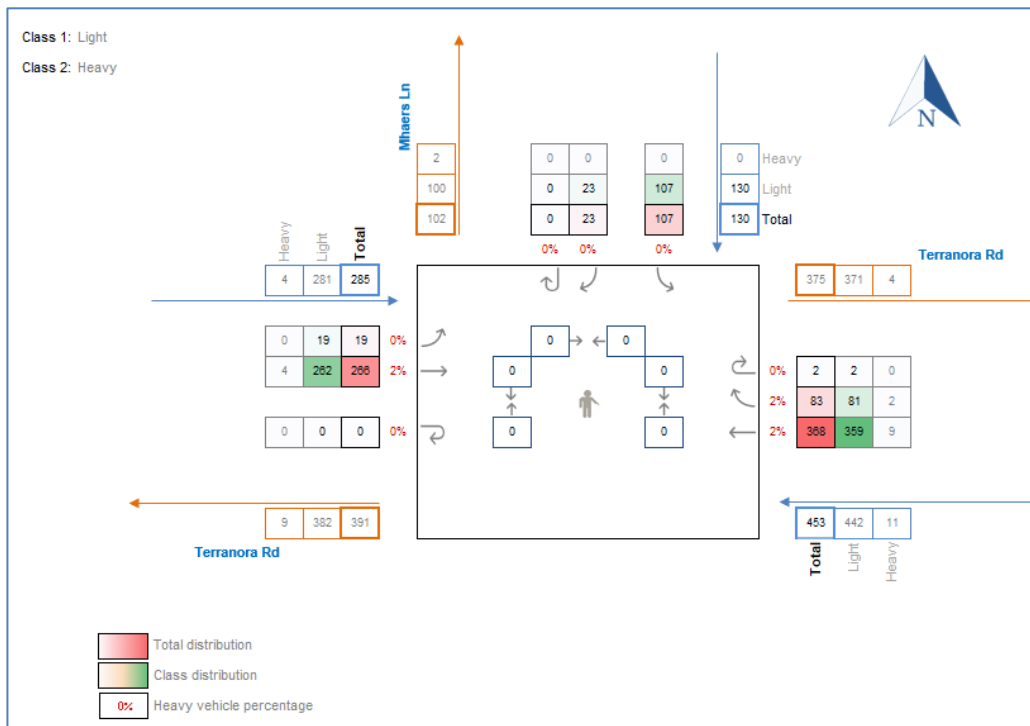 Class 1: Light
Class 2: Heavy
N
Mhaers Ln
2
100
102
0 0 0 0 Heavy
0 23 107 130 Light
0 23 107 130 Total
0% 0% 0%
Heavy Light Total
4 281 285
Terranora Rd
375 371 4
0 19 19 0%
4 262 266 2%
0 0 0 0%
0 0
0 0
0 0
0% 2 2 0
2% 83 81 2
2% 368 359 9
9 382 391
Terranora Rd
453 442 11
Total Light Heavy
Total distribution
Class distribution
0% Heavy vehicle percentage